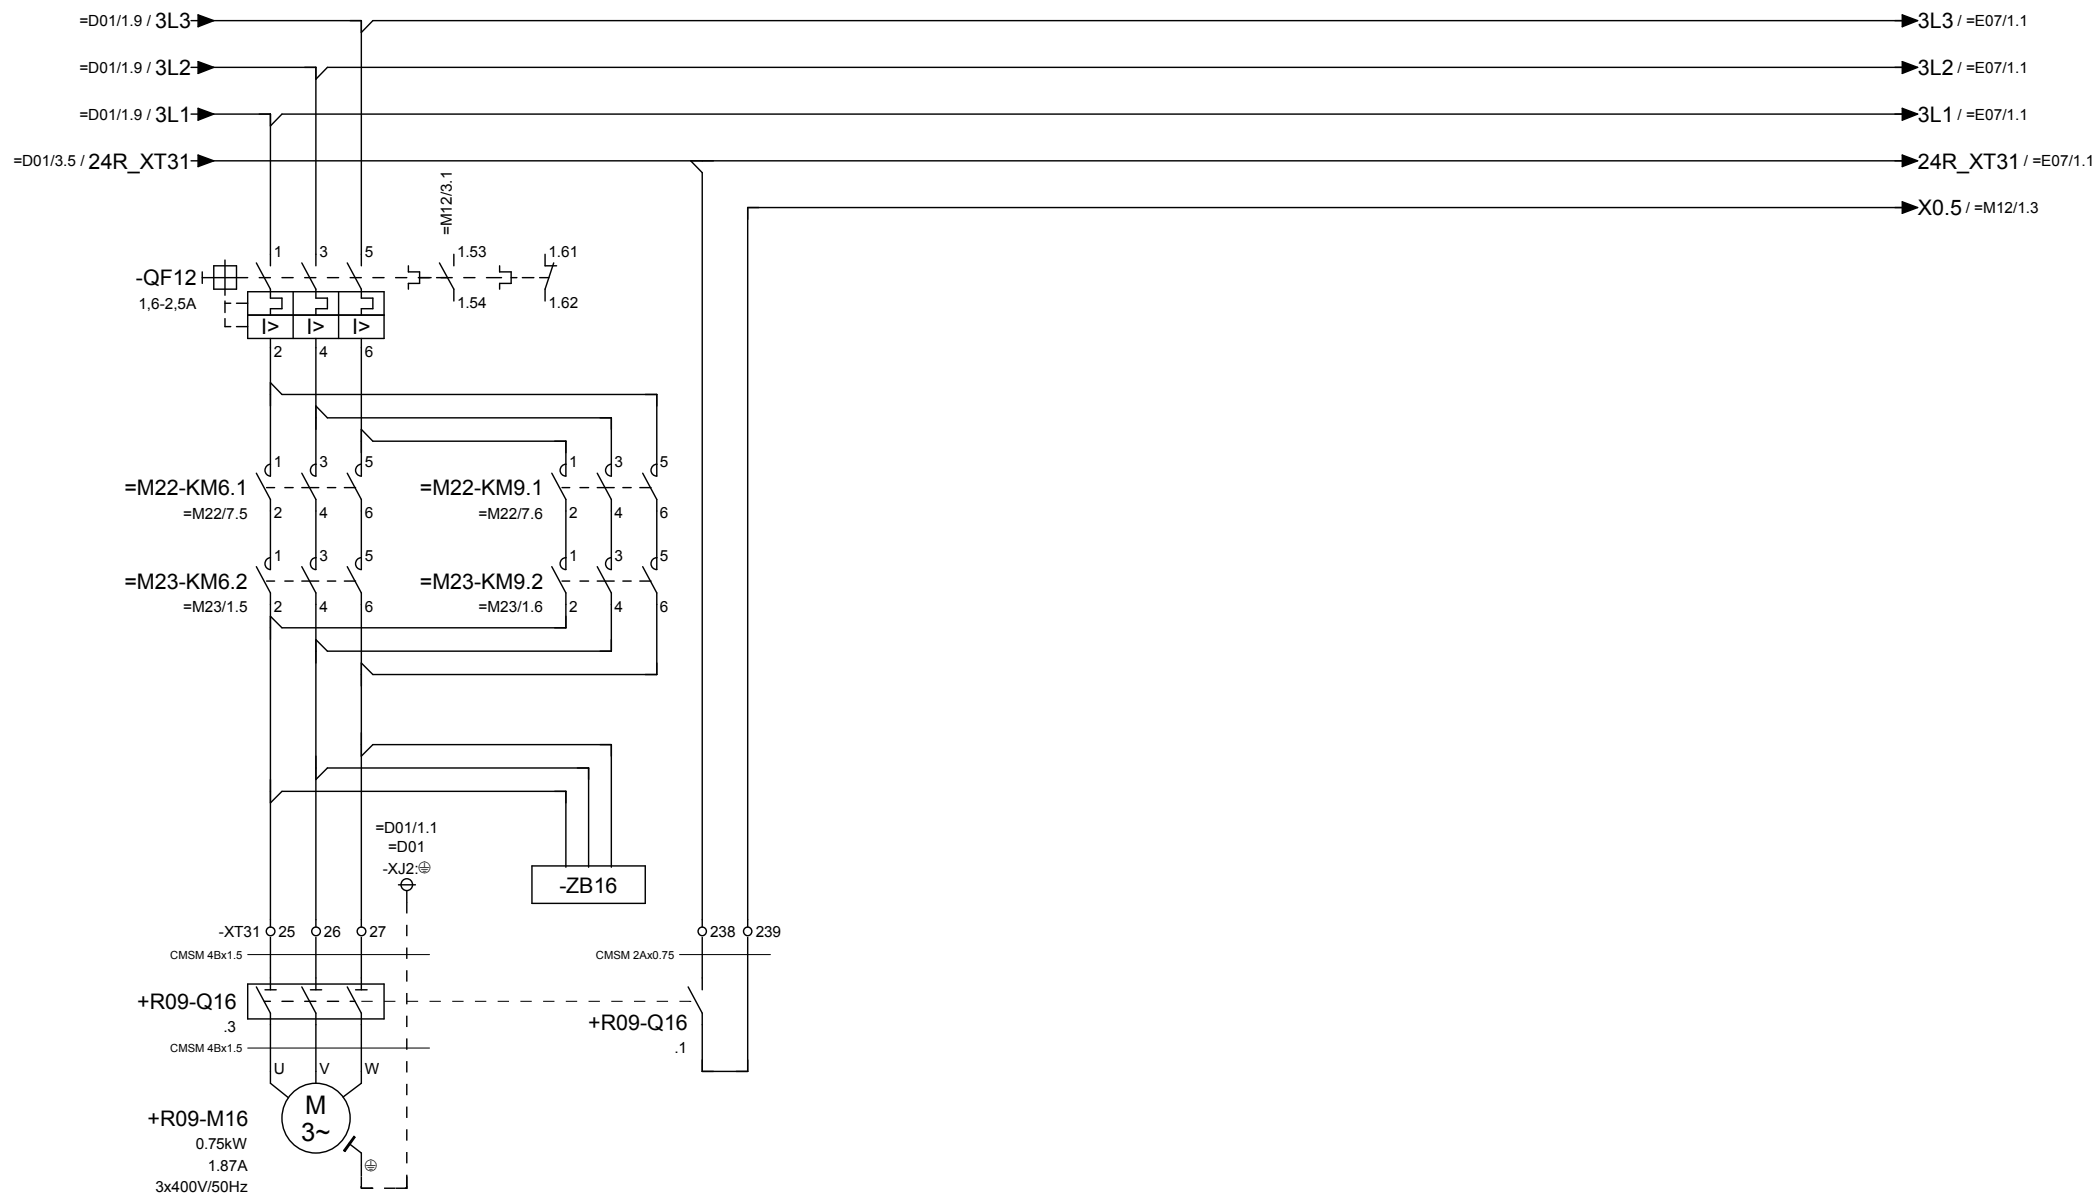 =D01/1.9 / 3L3
3L3 / =E07/1.1
=D01/1.9 / 3L2
3L2 / =E07/1.1
=D01/1.9 / 3L1
3L1 / =E07/1.1
=D01/3.5 / 24R_XT31
24R_XT31 / =E07/1.1
=M12/3.1
X0.5 / =M12/1.3
1 3 5 1.53 1.61
-QF12
1,6-2,5A
1.54 1.62
I> I> I>
2 4 6
1 3 5 1 3 5
=M22-KM6.1 =M22-KM9.1
=M22/7.5 2 4 6 =M22/7.6 2 4 6
1 3 5 1 3 5
=M23-KM6.2 =M23-KM9.2
=M23/1.5 2 4 6 =M23/1.6 2 4 6
=D01/1.1
=D01
-XJ2:⏚
-ZB16
-XT31 25 26 27 238 239
CMSM 4Bx1.5 CMSM 2Ax0.75
+R09-Q16
.3
+R09-Q16
.1
CMSM 4Bx1.5
U V W
M
3~
+R09-M16
0.75kW
1.87A
3x400V/50Hz